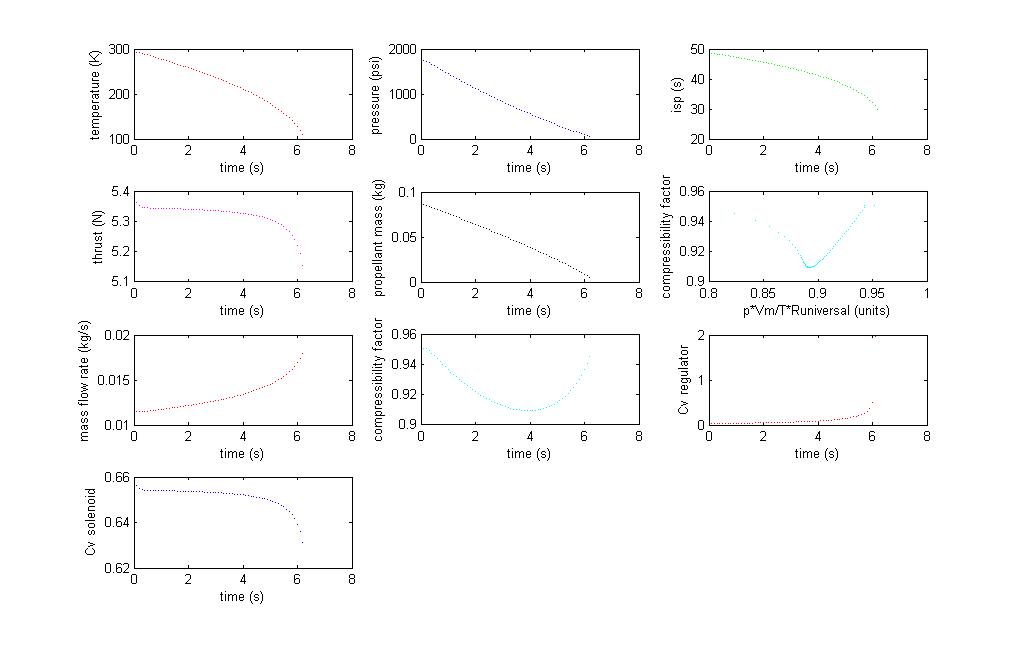 temperature (K)
300
200
100
0 2 4 6 8
time (s)
pressure (psi)
2000
1000
0
0 2 4 6 8
time (s)
isp (s)
50
40
30
20
0 2 4 6 8
time (s)
thrust (N)
5.4
5.3
5.2
5.1
0 2 4 6 8
time (s)
propellant mass (kg)
0.1
0.05
0
0 2 4 6 8
time (s)
compressibility factor
0.96
0.94
0.92
0.9
0.8 0.85 0.9 0.95 1
p*Vm/T*Runiversal (units)
mass flow rate (kg/s)
0.02
0.015
0.01
0 2 4 6 8
time (s)
compressibility factor
0.96
0.94
0.92
0.9
0 2 4 6 8
time (s)
Cv regulator
2
1
0
0 2 4 6 8
time (s)
Cv solenoid
0.66
0.64
0.62
0 2 4 6 8
time (s)